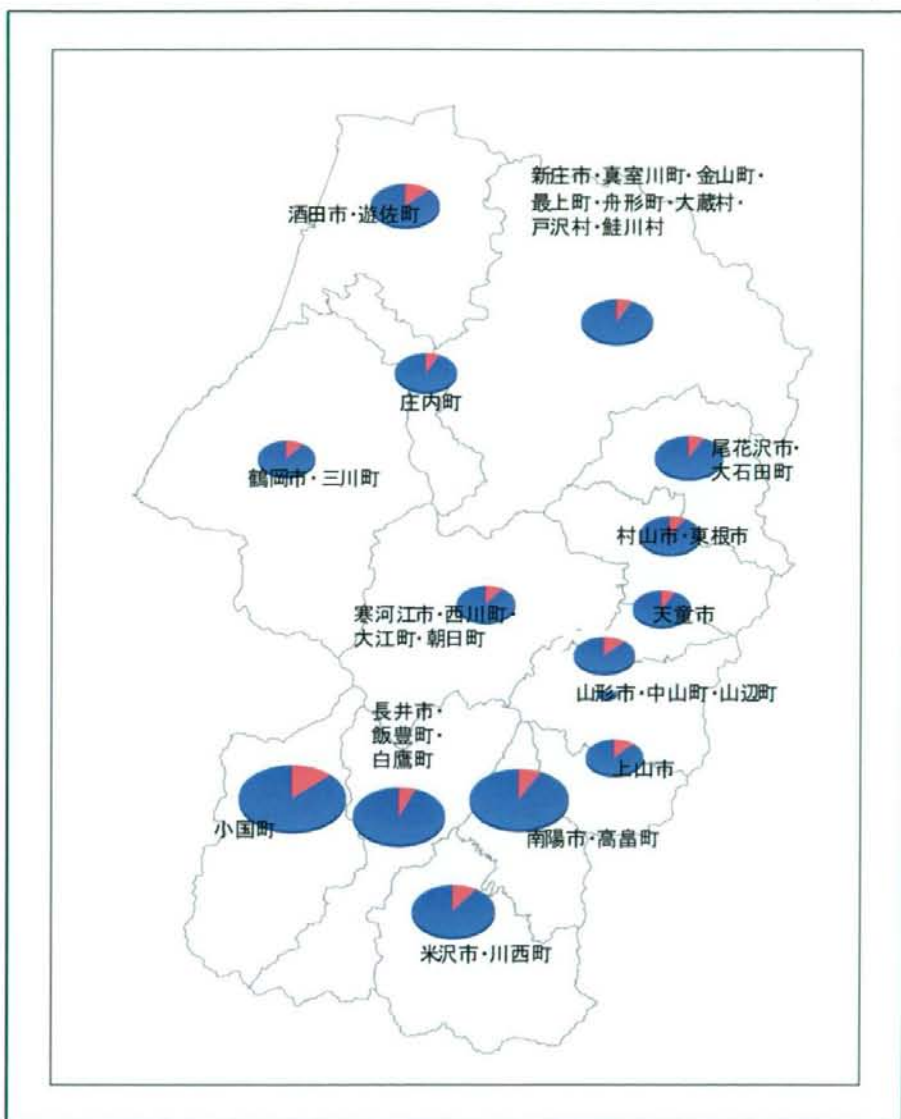 新庄市・真室川町・金山町・
最上町・舟形町・大蔵村・
戸沢村・鮭川村
酒田市・遊佐町
庄内町
鶴岡市・三川町
尾花沢市・
大石田町
村山市・東根市
天童市
寒河江市・西川町・
大江町・朝日町
山形市・中山町・山辺町
長井市・
飯豊町・
白鷹町
上山市
小国町
南陽市・高畠町
米沢市・川西町